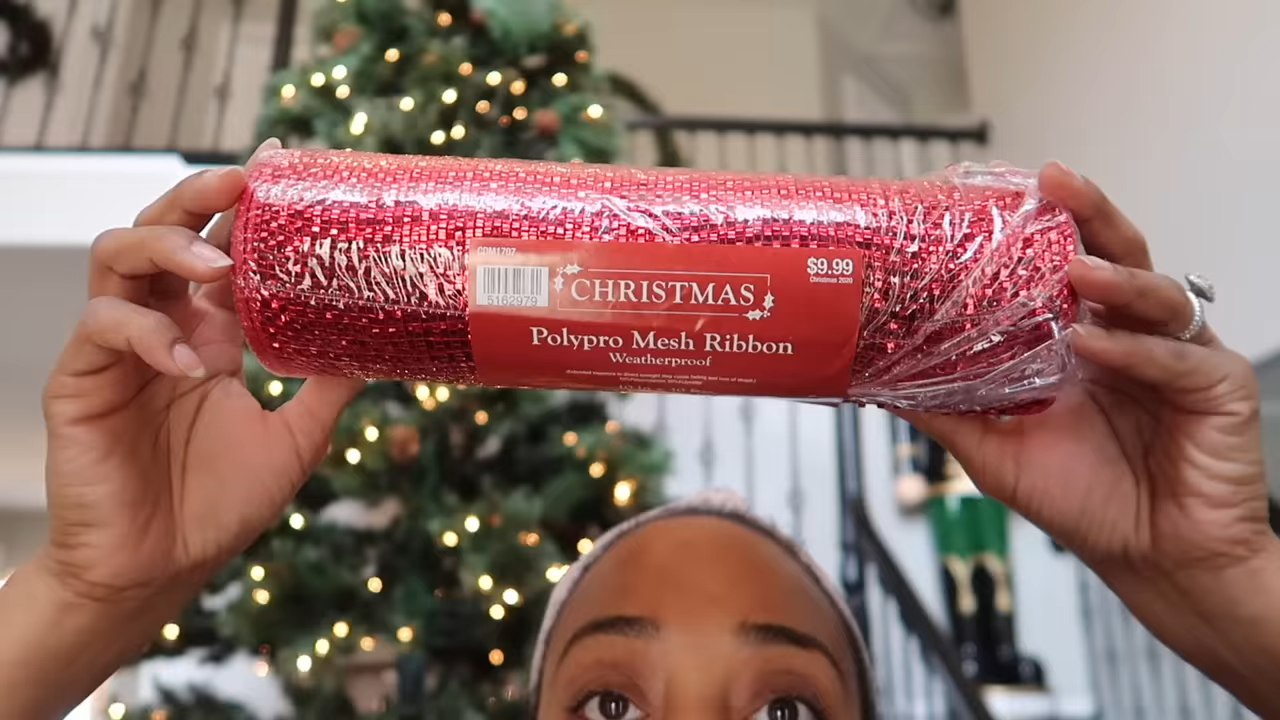 CDM1707
5162979
CHRISTMAS
$9.99
Christmas 2020
Polypro Mesh Ribbon
Weatherproof